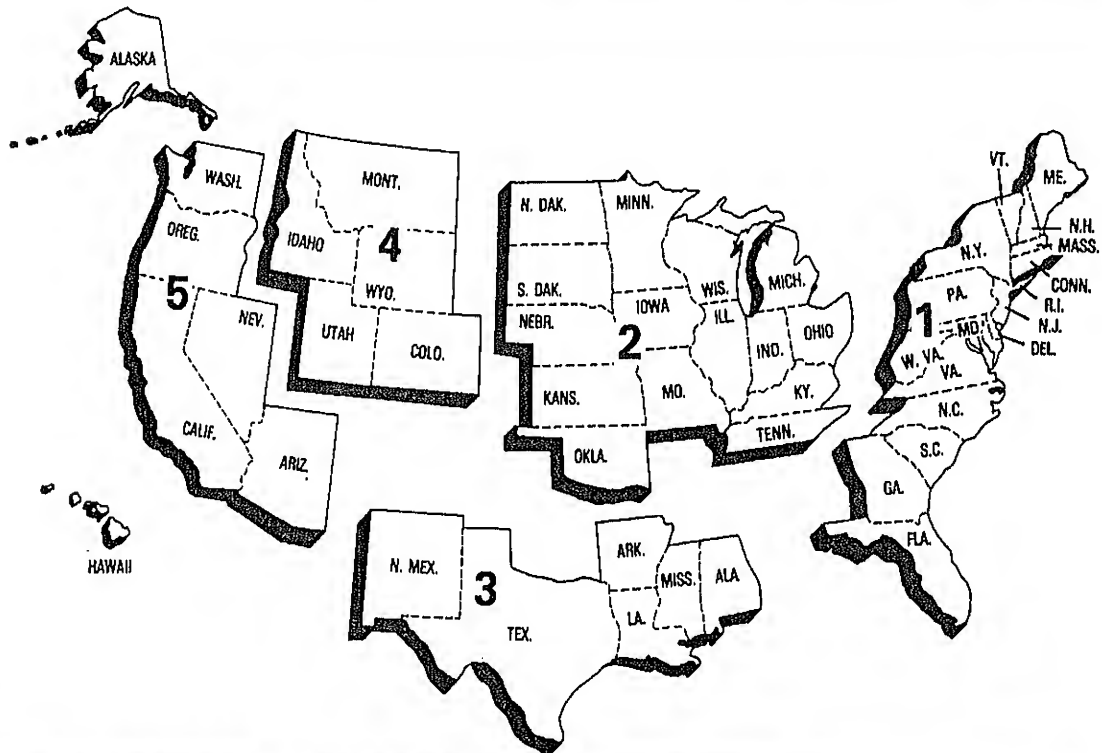 ALASKA
WASH.
OREG.
5
NEV.
CALIF.
ARIZ.
HAWAII
MONT.
IDAHO
4
WYO.
UTAH
COLO.
N. DAK.
MINN.
S. DAK.
WIS.
MICH.
NEBR.
IOWA
2
ILL.
IND.
OHIO
KANS.
MO.
KY.
OKLA.
TENN.
N. MEX.
3
TEX.
ARK.
LA.
MISS.
ALA
VT.
ME.
N.H.
MASS.
N.Y.
CONN.
R.I.
PA.
N.J.
1
MD.
DEL.
W. VA.
VA.
N.C.
S.C.
GA.
FLA.